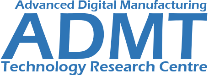 Advanced Digital Manufacturing
ADMT
Technology Research Centre